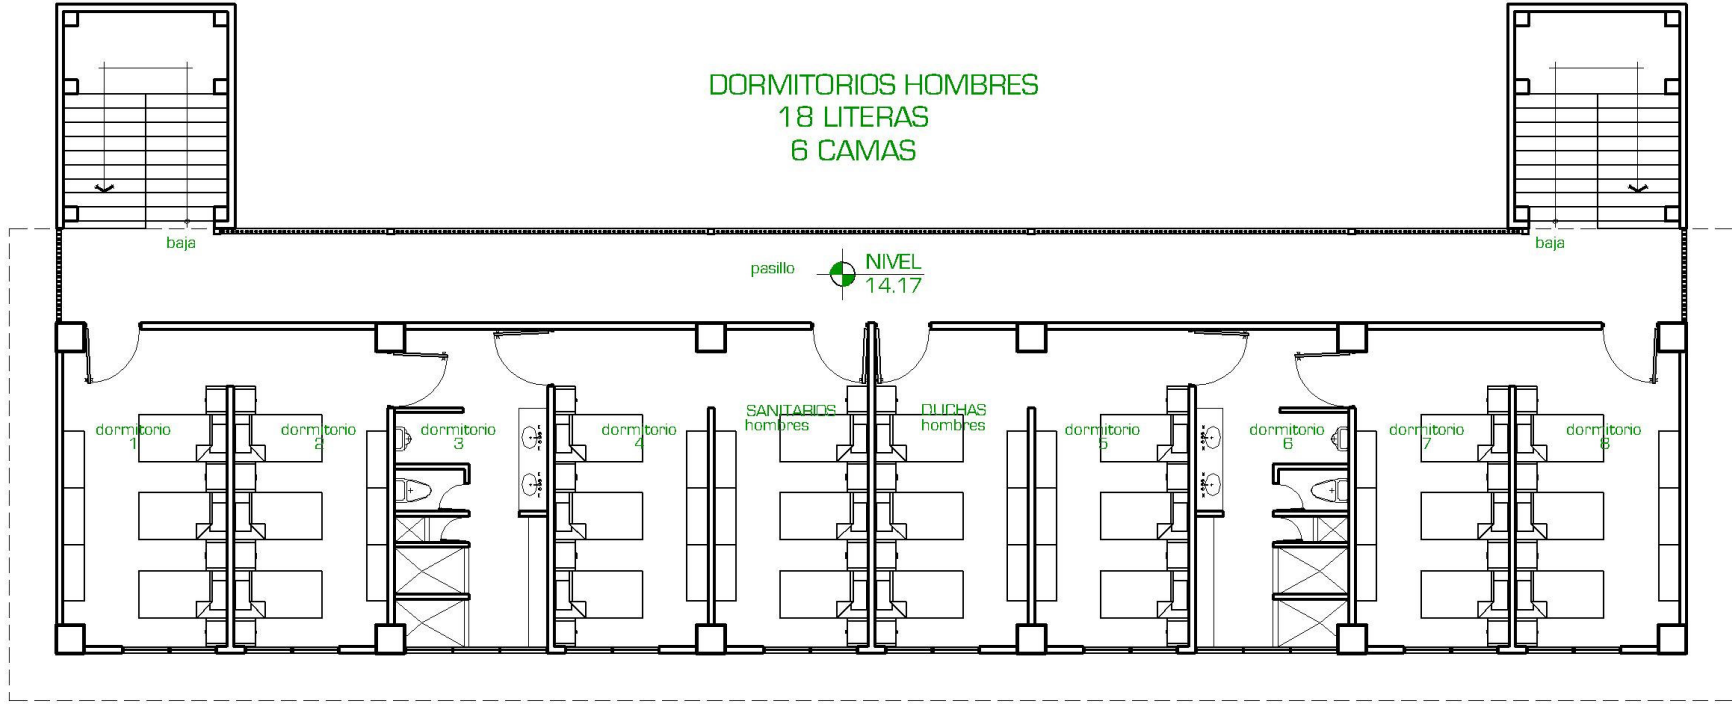 DORMITORIOS HOMBRES
18 LITERAS
6 CAMAS
baja
baja
pasillo
NIVEL
14.17
dormitorio
1
dormitorio
2
dormitorio
3
dormitorio
4
SANITARIOS
hombres
DUCHAS
hombres
dormitorio
5
dormitorio
6
dormitorio
7
dormitorio
8